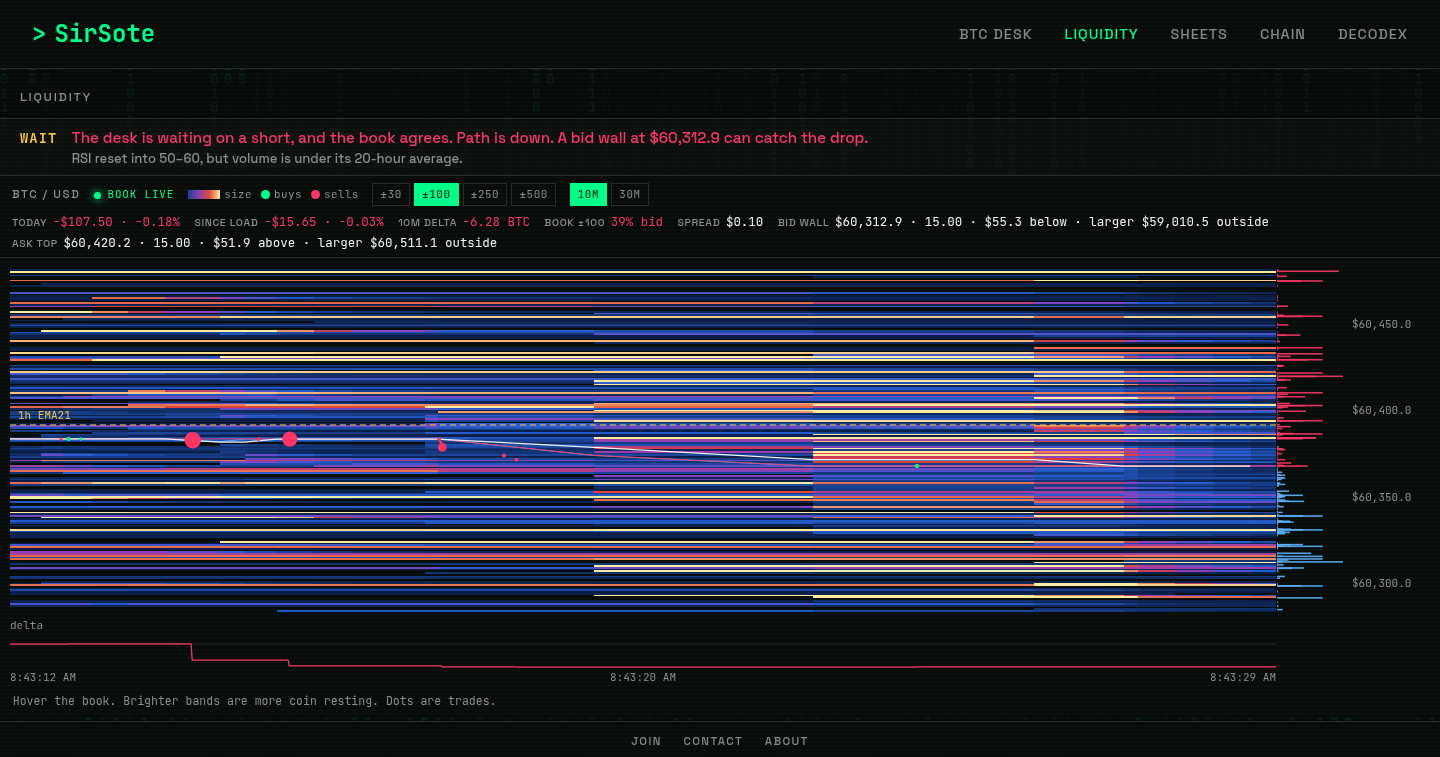 > SirSote
BTC DESK LIQUIDITY SHEETS CHAIN DECODEX
LIQUIDITY
WAIT The desk is waiting on a short, and the book agrees. Path is down. A bid wall at $60,312.9 can catch the drop.
RSI reset into 50–60, but volume is under its 20-hour average.
BTC / USD BOOK LIVE size buys sells ±30 ±100 ±250 ±500 10M 30M
TODAY -$107.50 · -0.18% SINCE LOAD -$15.65 · -0.03% 10M DELTA -6.28 BTC BOOK ±100 39% bid SPREAD $0.10 BID WALL $60,312.9 · 15.00 · $55.3 below · larger $59,010.5 outside
ASK TOP $60,420.2 · 15.00 · $51.9 above · larger $60,511.1 outside
$60,450.0
$60,400.0
1h EMA21
$60,350.0
$60,300.0
delta
8:43:12 AM 8:43:20 AM 8:43:29 AM
Hover the book. Brighter bands are more coin resting. Dots are trades.
JOIN CONTACT ABOUT